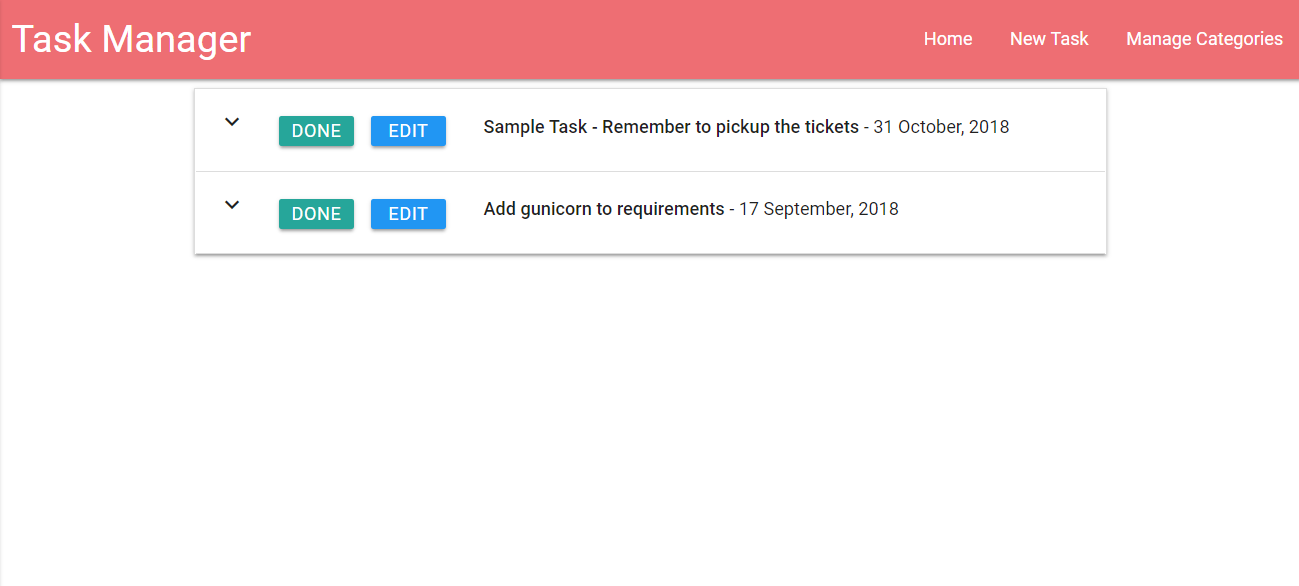 Task Manager Home New Task Manage Categories
DONE EDIT Sample Task - Remember to pickup the tickets - 31 October, 2018
DONE EDIT Add gunicorn to requirements - 17 September, 2018